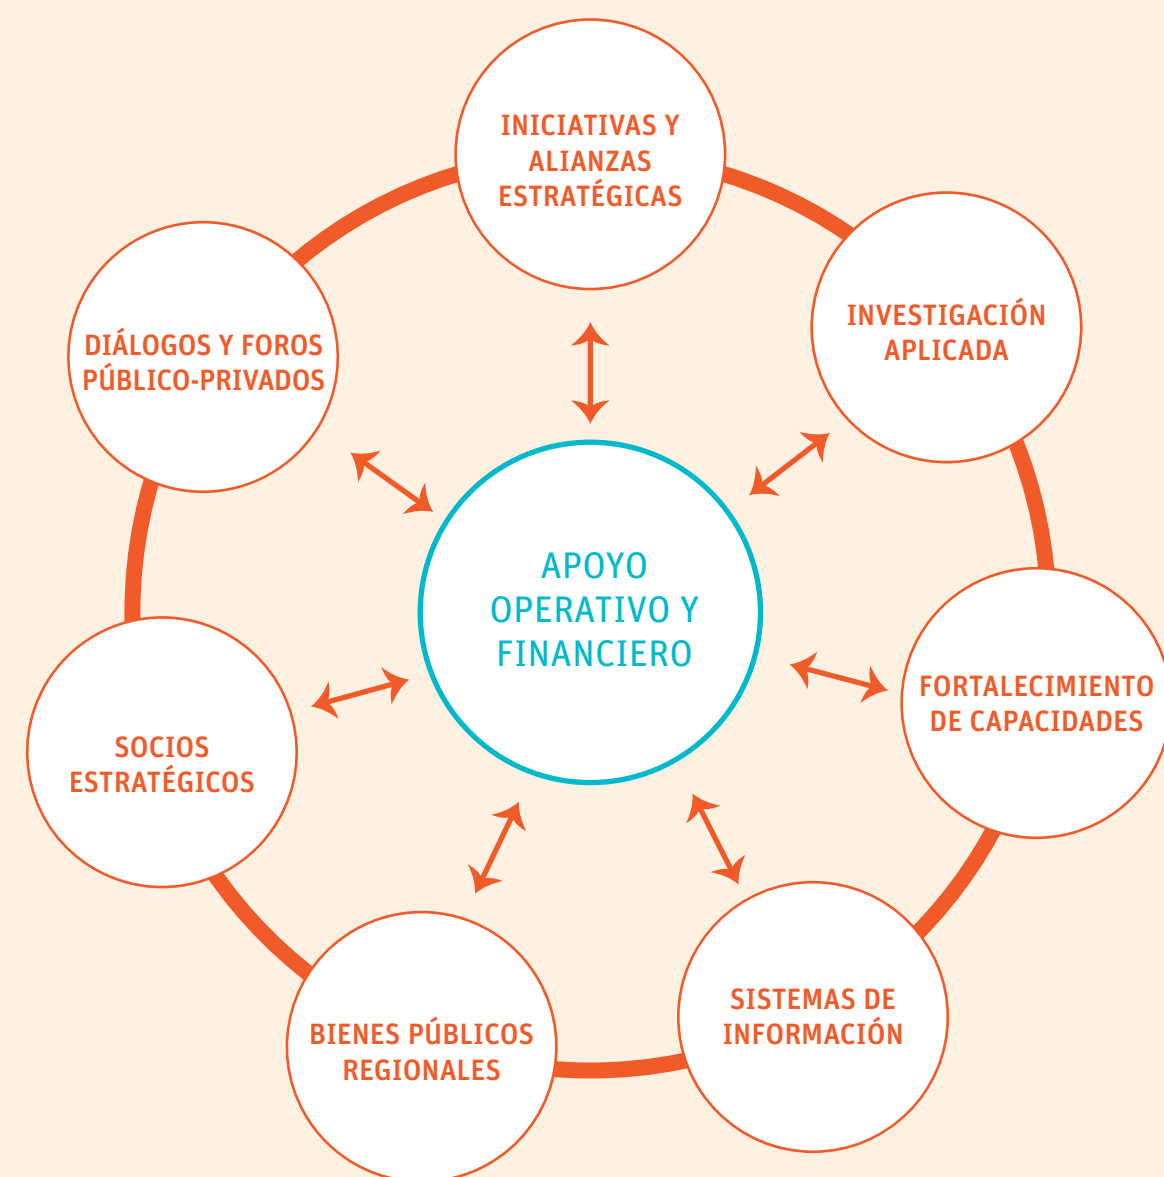 INICIATIVAS Y
ALIANZAS
ESTRATÉGICAS
INVESTIGACIÓN
APLICADA
DIÁLOGOS Y FOROS
PÚBLICO-PRIVADOS
APOYO
OPERATIVO Y
FINANCIERO
FORTALECIMIENTO
DE CAPACIDADES
SOCIOS
ESTRATÉGICOS
SISTEMAS DE
INFORMACIÓN
BIENES PÚBLICOS
REGIONALES